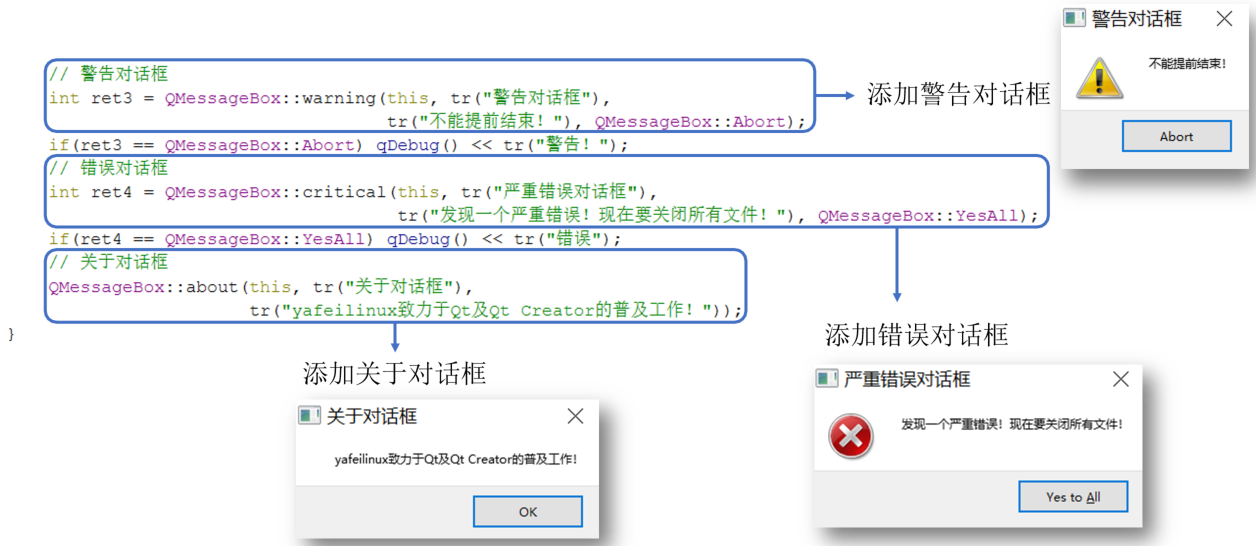 // 警告对话框
int ret3 = QMessageBox::warning(this, tr("警告对话框"),
tr("不能提前结束！"), QMessageBox::Abort);
if(ret3 == QMessageBox::Abort) qDebug() << tr("警告！");
// 错误对话框
int ret4 = QMessageBox::critical(this, tr("严重错误对话框"),
tr("发现一个严重错误！现在要关闭所有文件！"), QMessageBox::YesAll);
if(ret4 == QMessageBox::YesAll) qDebug() << tr("错误");
// 关于对话框
QMessageBox::about(this, tr("关于对话框"),
tr("yafeilinux致力于Qt及Qt Creator的普及工作！"));
}
添加警告对话框
警告对话框
不能提前结束！
Abort
添加错误对话框
严重错误对话框
发现一个严重错误！现在要关闭所有文件！
Yes to All
添加关于对话框
关于对话框
yafeilinux致力于Qt及Qt Creator的普及工作！
OK